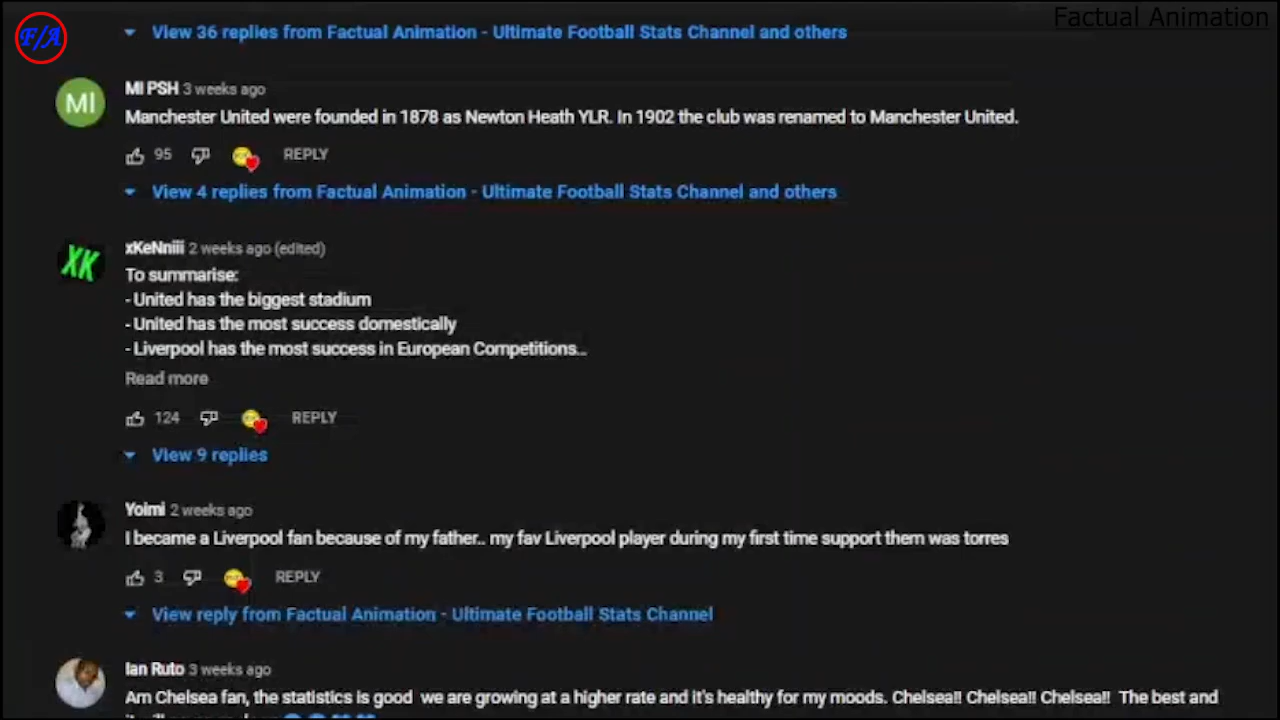 F/A
Factual Animation
View 36 replies from Factual Animation - Ultimate Football Stats Channel and others
MI
MI PSH 3 weeks ago
Manchester United were founded in 1878 as Newton Heath YLR. In 1902 the club was renamed to Manchester United.
95 REPLY
View 4 replies from Factual Animation - Ultimate Football Stats Channel and others
XK
xKeNniii 2 weeks ago (edited)
To summarise:
- United has the biggest stadium
- United has the most success domestically
- Liverpool has the most success in European Competitions...
Read more
124 REPLY
View 9 replies
Yoimi 2 weeks ago
I became a Liverpool fan because of my father.. my fav Liverpool player during my first time support them was torres
3 REPLY
View reply from Factual Animation - Ultimate Football Stats Channel
Ian Ruto 3 weeks ago
Am Chelsea fan, the statistics is good we are growing at a higher rate and it's healthy for my moods. Chelsea!! Chelsea!! Chelsea!! The best and